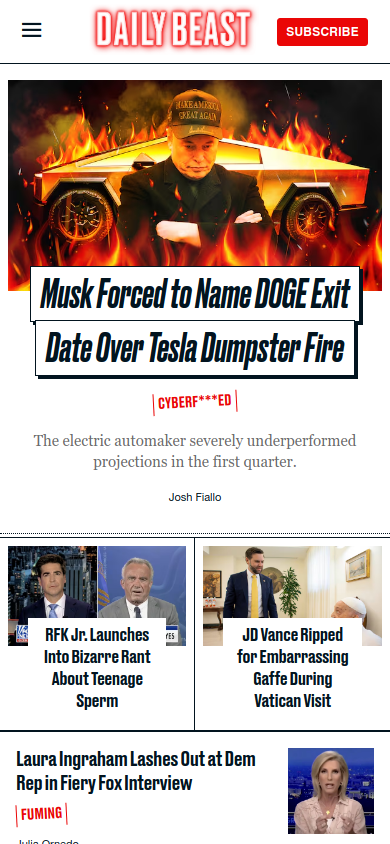 DAILY BEAST
SUBSCRIBE
MAKE AMERICA
GREAT AGAIN
Musk Forced to Name DOGE Exit
Date Over Tesla Dumpster Fire
CYBERF***ED
The electric automaker severely underperformed
projections in the first quarter.
Josh Fiallo
RFK Jr. Launches
Into Bizarre Rant
About Teenage
Sperm
JD Vance Ripped
for Embarrassing
Gaffe During
Vatican Visit
Laura Ingraham Lashes Out at Dem
Rep in Fiery Fox Interview
FUMING